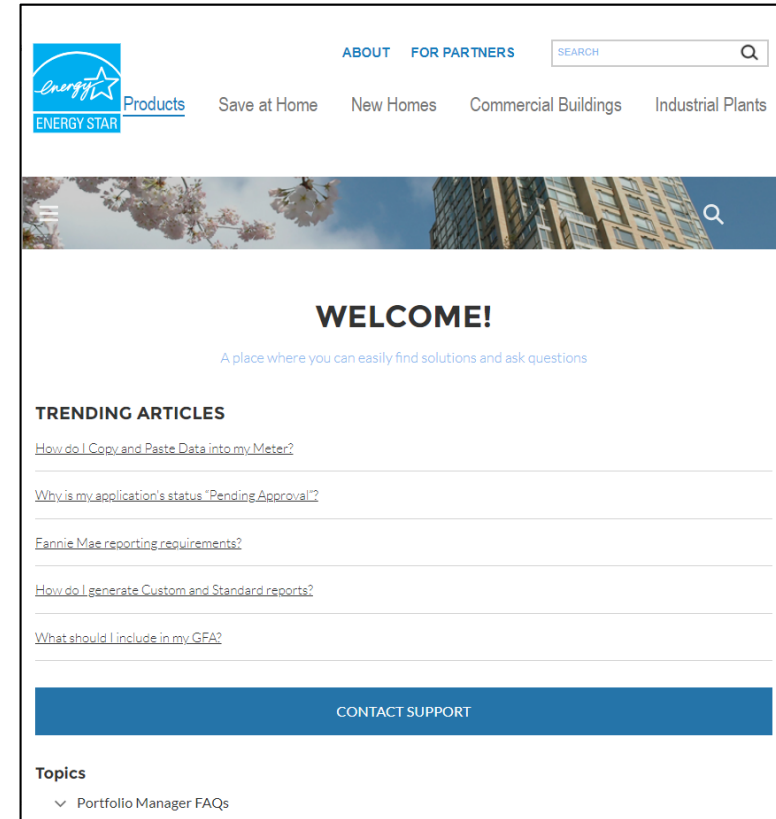 ABOUT FOR PARTNERS SEARCH
energy
ENERGY STAR
Products Save at Home New Homes Commercial Buildings Industrial Plants
WELCOME!
A place where you can easily find solutions and ask questions
TRENDING ARTICLES
How do I Copy and Paste Data into my Meter?
Why is my application's status "Pending Approval"?
Fannie Mae reporting requirements?
How do I generate Custom and Standard reports?
What should I include in my GFA?
CONTACT SUPPORT
Topics
Portfolio Manager FAQs